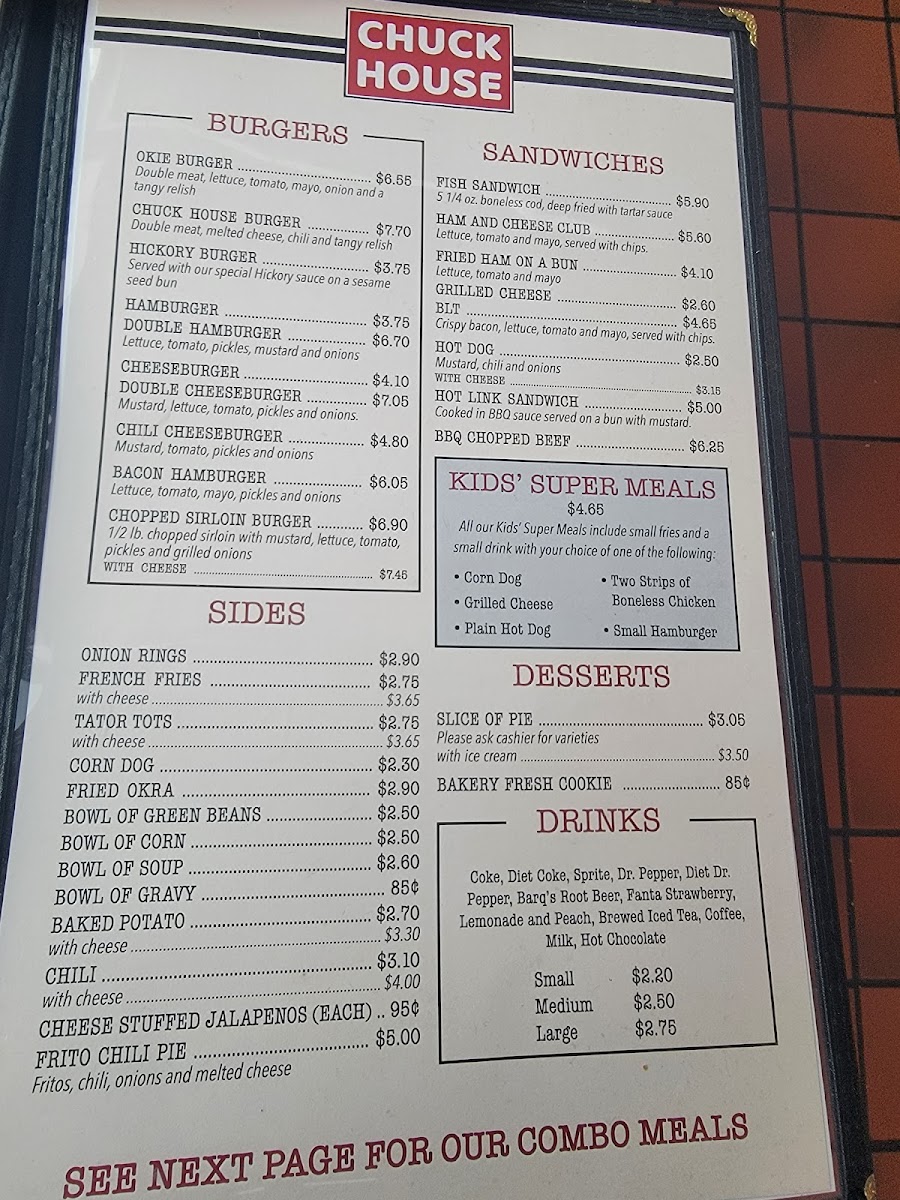 CHUCK
HOUSE
BURGERS
OKIE BURGER ........ $6.55
Double meat, lettuce, tomato, mayo, onion and a
tangy relish
CHUCK HOUSE BURGER ........ $7.70
Double meat, melted cheese, chili and tangy relish
HICKORY BURGER ........ $3.75
Served with our special Hickory sauce on a sesame
seed bun
HAMBURGER ........ $3.75
DOUBLE HAMBURGER ........ $6.70
Lettuce, tomato, pickles, mustard and onions
CHEESEBURGER ........ $4.10
DOUBLE CHEESEBURGER ........ $7.05
Mustard, lettuce, tomato, pickles and onions.
CHILI CHEESEBURGER ........ $4.80
Mustard, tomato, pickles and onions
BACON HAMBURGER ........ $6.05
Lettuce, tomato, mayo, pickles and onions
CHOPPED SIRLOIN BURGER ........ $6.90
1/2 lb. chopped sirloin with mustard, lettuce, tomato,
pickles and grilled onions
WITH CHEESE ........ $7.45
SIDES
ONION RINGS ........ $2.90
FRENCH FRIES ........ $2.75
with cheese ........ $3.65
TATOR TOTS ........ $2.75
with cheese ........ $3.65
CORN DOG ........ $2.30
FRIED OKRA ........ $2.90
BOWL OF GREEN BEANS ........ $2.50
BOWL OF CORN ........ $2.50
BOWL OF SOUP ........ $2.60
BOWL OF GRAVY ........ 85¢
BAKED POTATO ........ $2.70
with cheese ........ $3.30
CHILI ........ $3.10
with cheese ........ $4.00
CHEESE STUFFED JALAPENOS (EACH) .. 95¢
FRITO CHILI PIE ........ $5.00
Fritos, chili, onions and melted cheese
SANDWICHES
FISH SANDWICH ........ $5.90
5 1/4 oz. boneless cod, deep fried with tartar sauce
HAM AND CHEESE CLUB ........ $5.60
Lettuce, tomato and mayo, served with chips.
FRIED HAM ON A BUN ........ $4.10
Lettuce, tomato and mayo
GRILLED CHEESE ........ $2.60
BLT ........ $4.65
Crispy bacon, lettuce, tomato and mayo, served with chips.
HOT DOG ........ $2.50
Mustard, chili and onions
WITH CHEESE ........ $3.15
HOT LINK SANDWICH ........ $5.00
Cooked in BBQ sauce served on a bun with mustard.
BBQ CHOPPED BEEF ........ $6.25
KIDS' SUPER MEALS
$4.65
All our Kids' Super Meals include small fries and a
small drink with your choice of one of the following:
• Corn Dog
• Grilled Cheese
• Plain Hot Dog
• Two Strips of
Boneless Chicken
• Small Hamburger
DESSERTS
SLICE OF PIE ........ $3.05
Please ask cashier for varieties
with ice cream ........ $3.50
BAKERY FRESH COOKIE ........ 85¢
DRINKS
Coke, Diet Coke, Sprite, Dr. Pepper, Diet Dr.
Pepper, Barq's Root Beer, Fanta Strawberry,
Lemonade and Peach, Brewed Iced Tea, Coffee,
Milk, Hot Chocolate
Small $2.20
Medium $2.50
Large $2.75
SEE NEXT PAGE FOR OUR COMBO MEALS